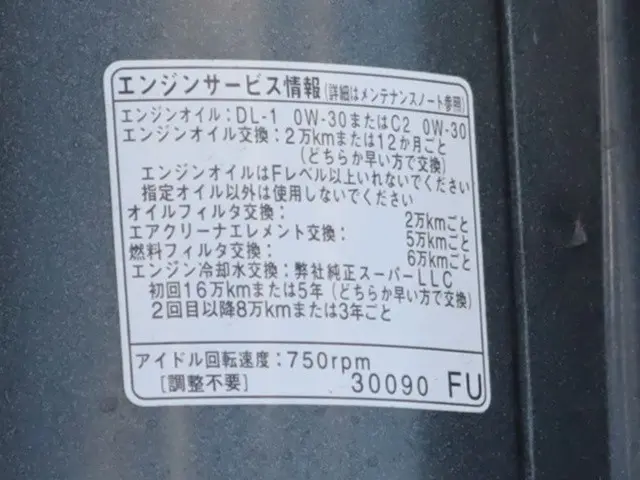 エンジンサービス情報(詳細はメンテナンスノート参照)
エンジンオイル:DL-1 0W-30またはC2 0W-30
エンジンオイル交換:2万kmまたは12か月ごと
(どちらか早い方で交換)
エンジンオイルはFレベル以上いれないでください
指定オイル以外は使用しないでください
オイルフィルタ交換: 2万kmごと
エアクリーナエレメント交換: 5万kmごと
燃料フィルタ交換: 6万kmごと
エンジン冷却水交換:弊社純正スーパーLLC
初回16万kmまたは5年(どちらか早い方で交換)
2回目以降8万kmまたは3年ごと
アイドル回転速度:750rpm
[調整不要] 30090 FU